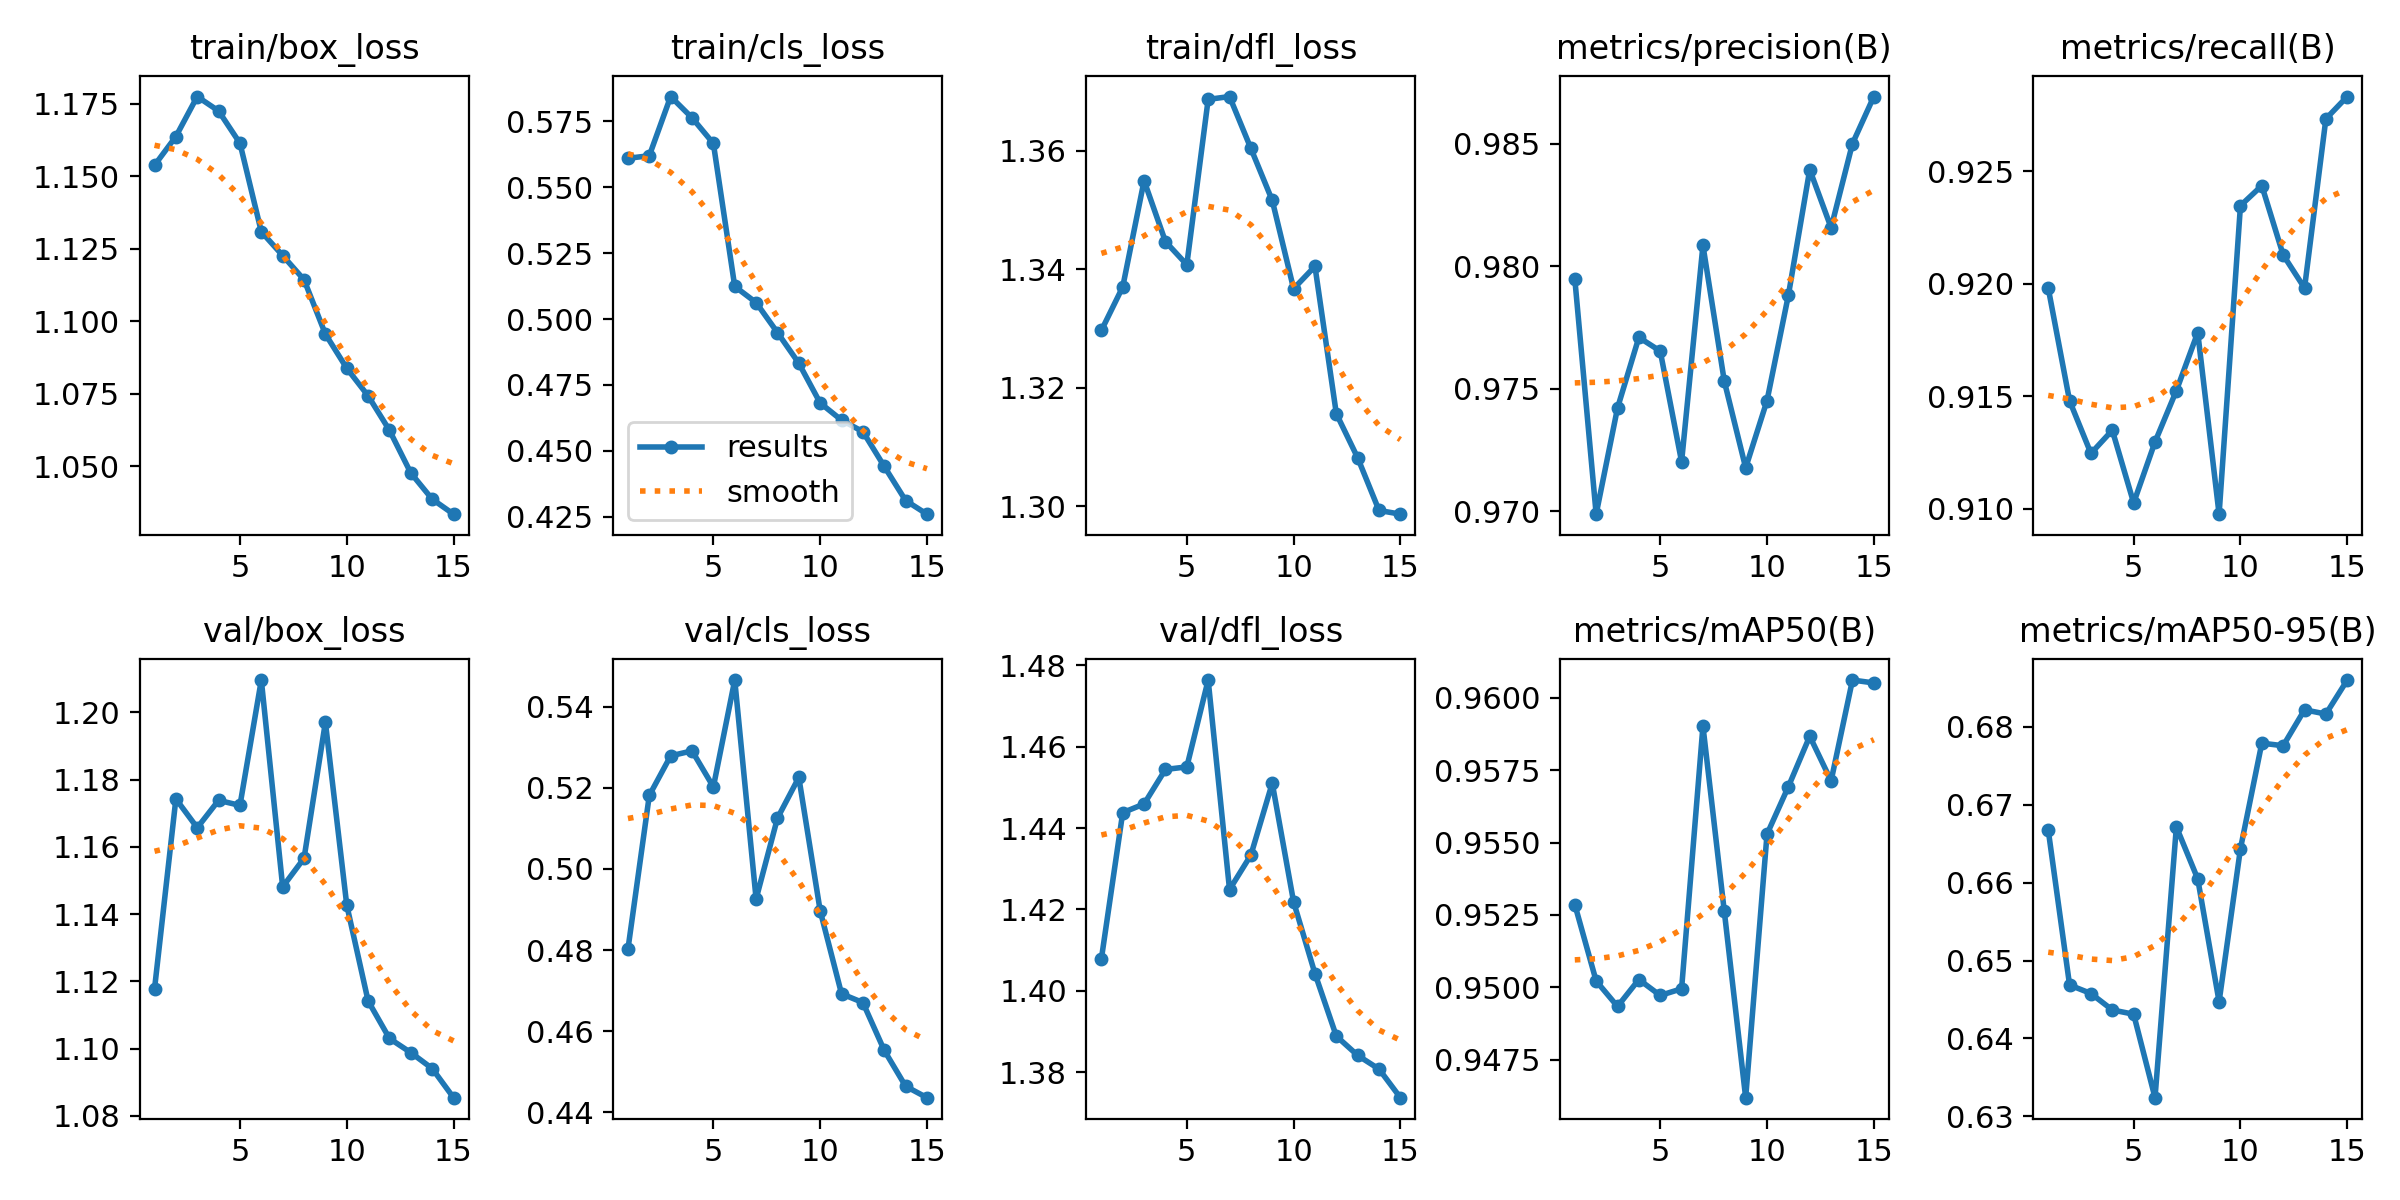 train/box_loss
1.175
1.150
1.125
1.100
1.075
1.050
5 10 15
train/cls_loss
0.575
0.550
0.525
0.500
0.475
0.450
0.425
results
smooth
5 10 15
train/dfl_loss
1.36
1.34
1.32
1.30
5 10 15
metrics/precision(B)
0.985
0.980
0.975
0.970
5 10 15
metrics/recall(B)
0.925
0.920
0.915
0.910
5 10 15
val/box_loss
1.20
1.18
1.16
1.14
1.12
1.10
1.08
5 10 15
val/cls_loss
0.54
0.52
0.50
0.48
0.46
0.44
5 10 15
val/dfl_loss
1.48
1.46
1.44
1.42
1.40
1.38
5 10 15
metrics/mAP50(B)
0.9600
0.9575
0.9550
0.9525
0.9500
0.9475
5 10 15
metrics/mAP50-95(B)
0.68
0.67
0.66
0.65
0.64
0.63
5 10 15